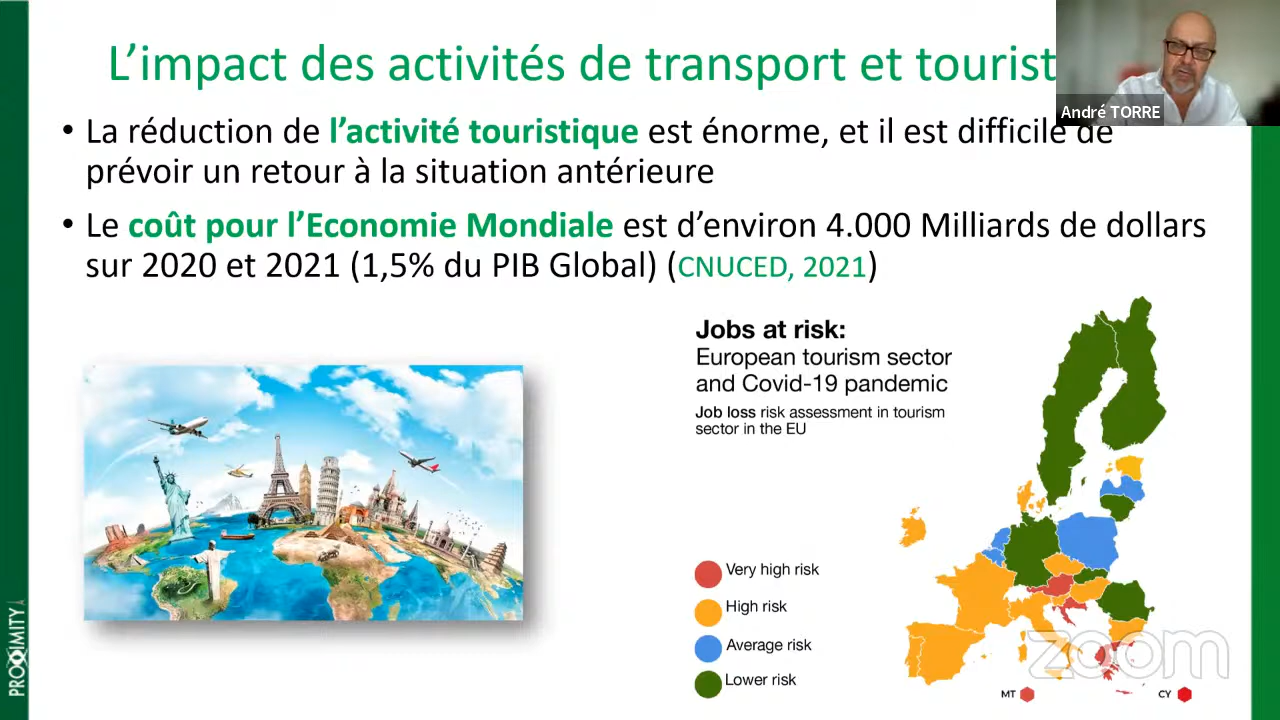 L'impact des activités de transport et tourist
André TORRE
• La réduction de l'activité touristique est énorme, et il est difficile de
prévoir un retour à la situation antérieure
• Le coût pour l'Economie Mondiale est d'environ 4.000 Milliards de dollars
sur 2020 et 2021 (1,5% du PIB Global) (CNUCED, 2021)
Jobs at risk:
European tourism sector
and Covid-19 pandemic
Job loss risk assessment in tourism
sector in the EU
Very high risk
High risk
Average risk
Lower risk
MT
CY
zoom
PROXIMITY